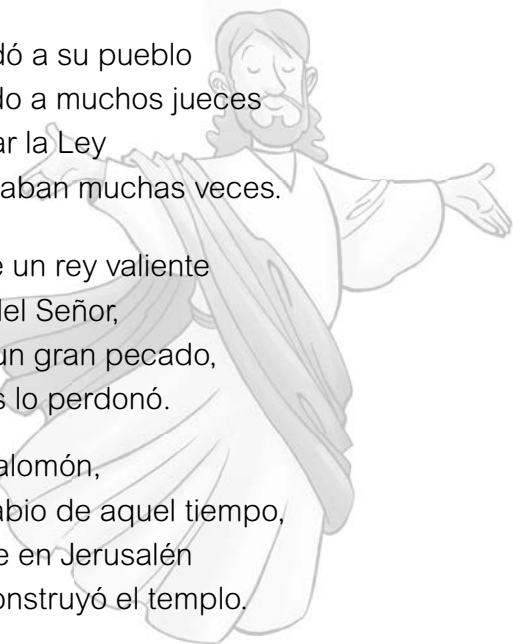 dó a su pueblo
do a muchos jueces
ar la Ley
aban muchas veces.
e un rey valiente
del Señor,
un gran pecado,
s lo perdonó.
alomón,
abio de aquel tiempo,
e en Jerusalén
onstruyó el templo.